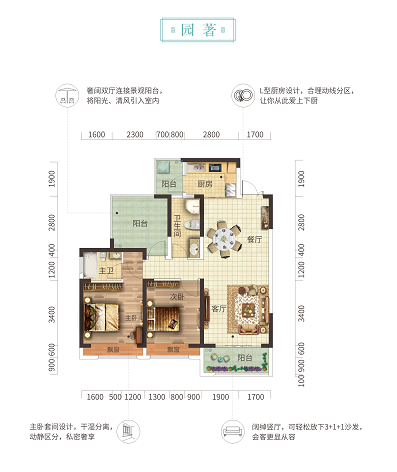 园著
奢阔双厅连接景观阳台，
将阳光、清风引入室内
L型厨房设计，合理动线分区，
让你从此爱上下厨
1600 2300 700 800 2800 1700
1900 2800 400 1200 3400 600 900
阳台
厨房
阳台
卫生间
餐厅
主卫
主卧
次卧
客厅
飘窗
飘窗
阳台
1900 2800 400 1200 3400 600 900 100
1600 500 1200 1300 800 900 1900 1700
主卧套间设计，干湿分离，
动静区分，私密奢享
阔绰竖厅，可轻松放下3+1+1沙发，
会客更显从容